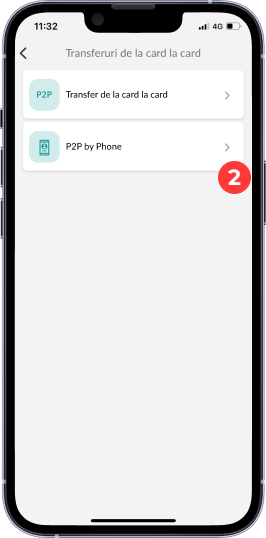 11:32
4G
Transferuri de la card la card
P2P
Transfer de la card la card
P2P by Phone
2